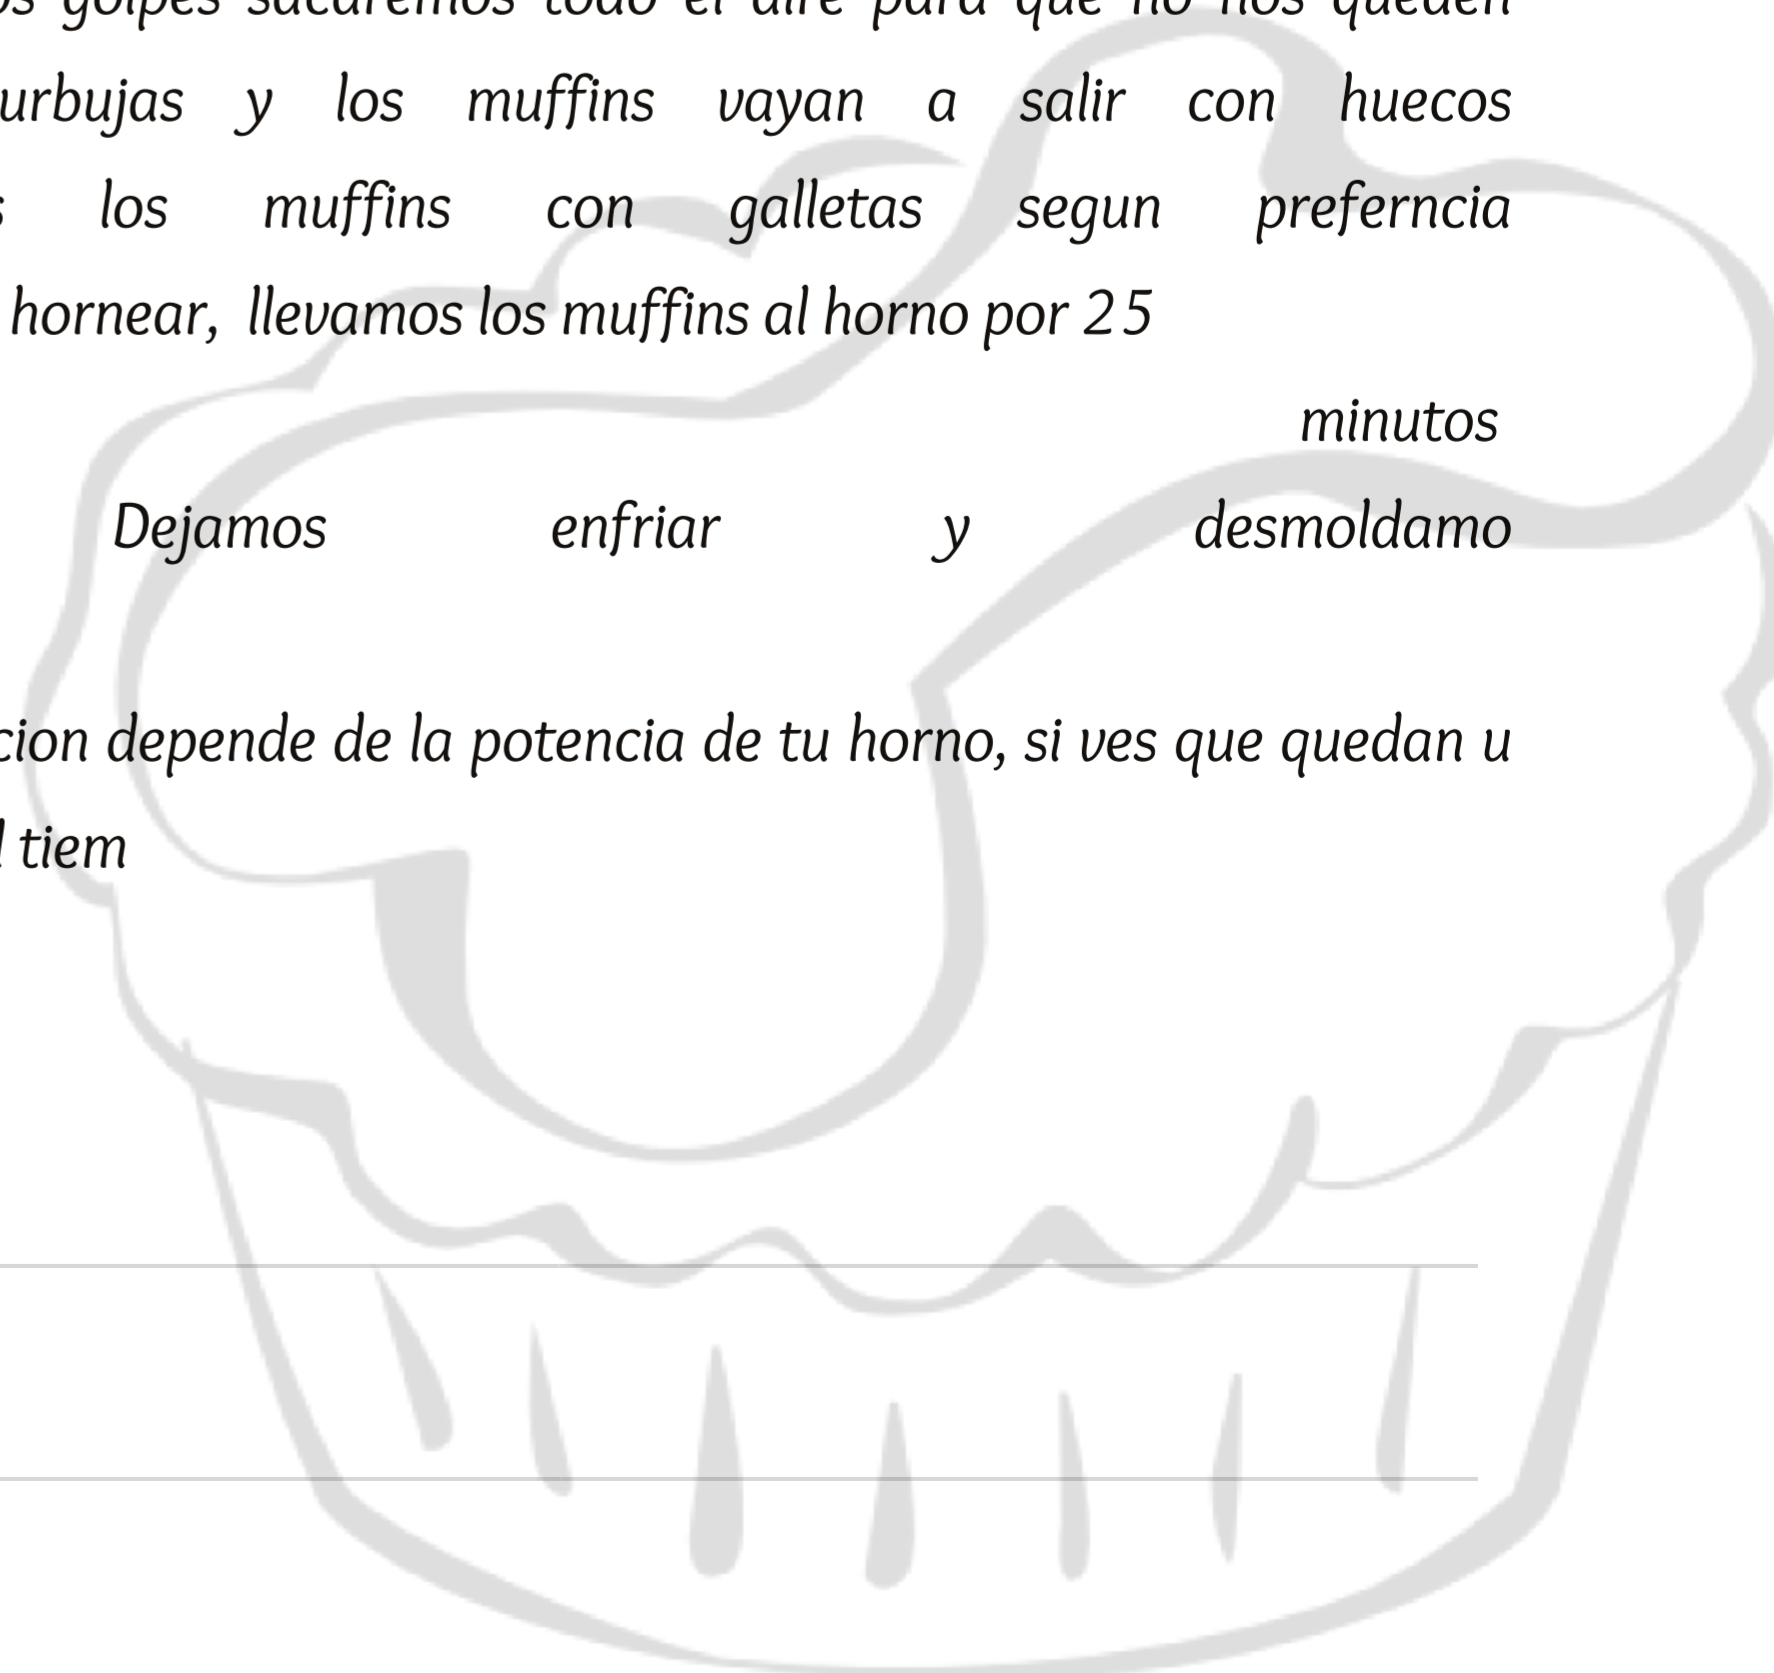 golpes sacaremos todo el aire para que no nos queden
urbujas y los muffins vayan a salir con huecos
s los muffins con galletas segun preferncia
hornear, llevamos los muffins al horno por 25
minutos
Dejamos enfriar y desmoldamo
cion depende de la potencia de tu horno, si ves que quedan u
tiem